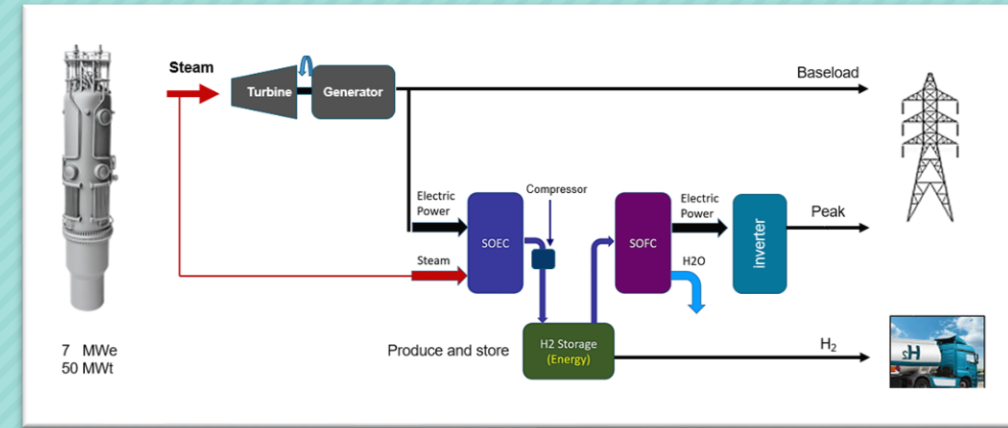 Steam
Turbine
Generator
Baseload
Electric
Power
Compressor
Electric
Power
Peak
SOEC
SOFC
inverter
Steam
H2O
7 MWe
50 MWt
Produce and store
H2 Storage
(Energy)
H₂
H2